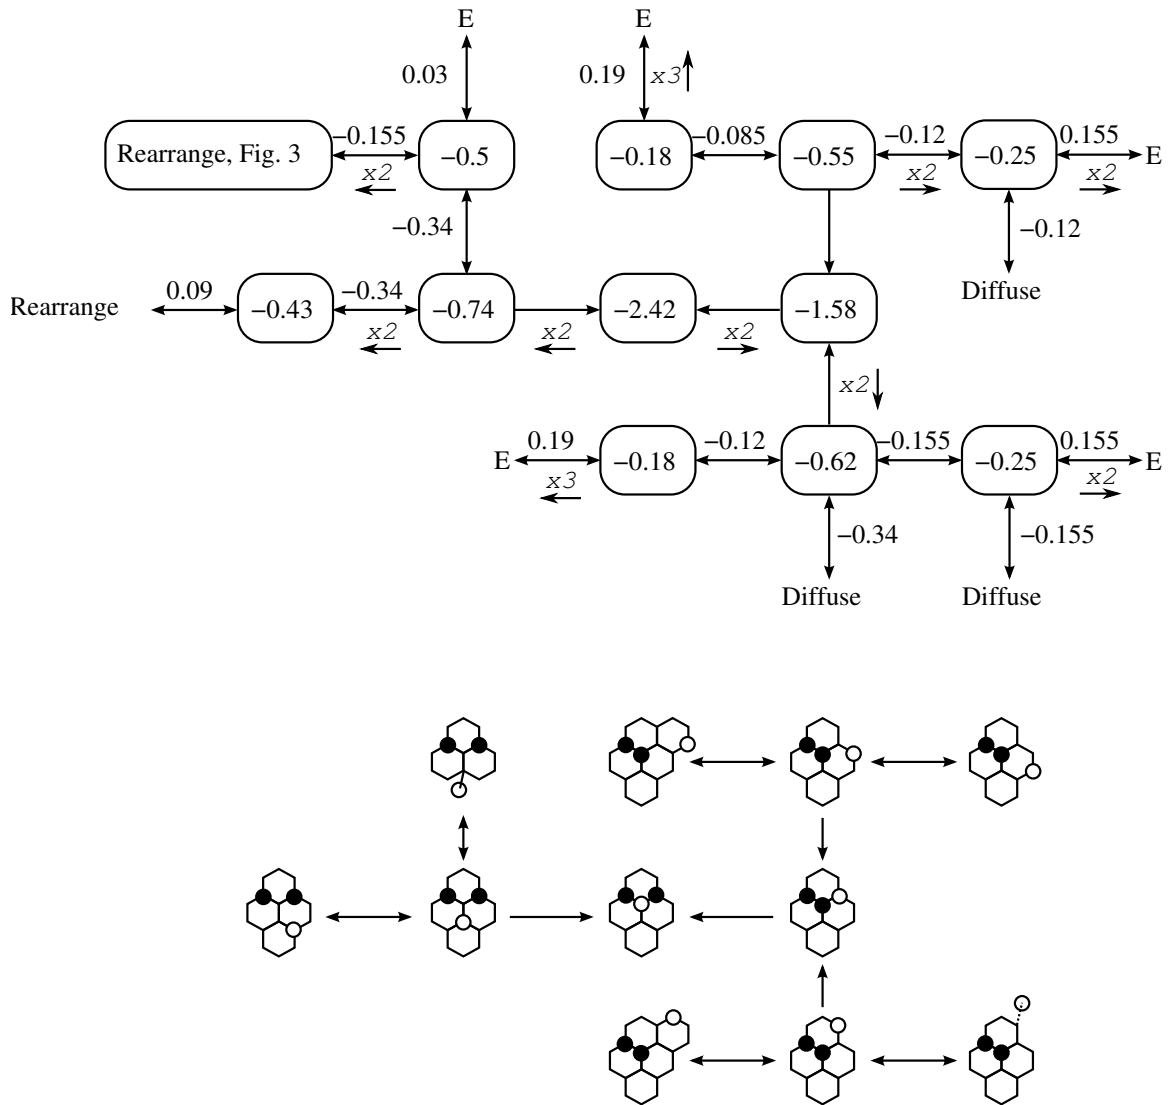 E E
0.03 0.19 x3
−0.155 −0.085 −0.12 0.155
Rearrange, Fig. 3 −0.5 −0.18 −0.55 −0.25 E
x2 x2 x2
−0.34 −0.12
0.09 −0.34 Diffuse
Rearrange −0.43 −0.74 −2.42 −1.58
x2 x2 x2
x2
0.19 −0.12 −0.155 0.155
E −0.18 −0.62 −0.25 E
x3 x2
−0.34 −0.155
Diffuse Diffuse